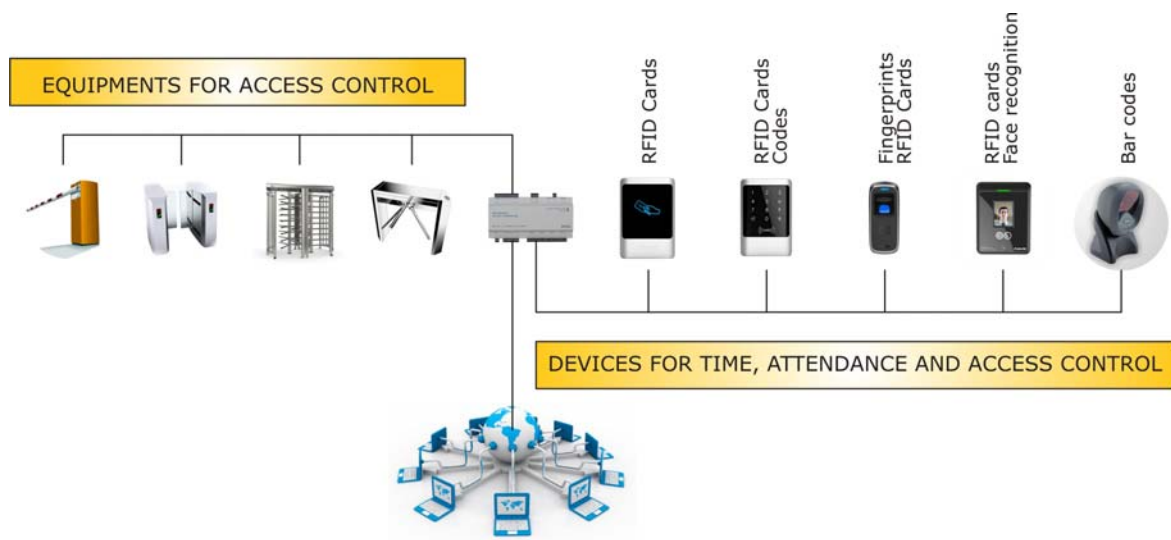 EQUIPMENTS FOR ACCESS CONTROL
RFID Cards
RFID Cards
Codes
Fingerprints
RFID Cards
RFID cards
Face recognition
Bar codes
DEVICES FOR TIME, ATTENDANCE AND ACCESS CONTROL